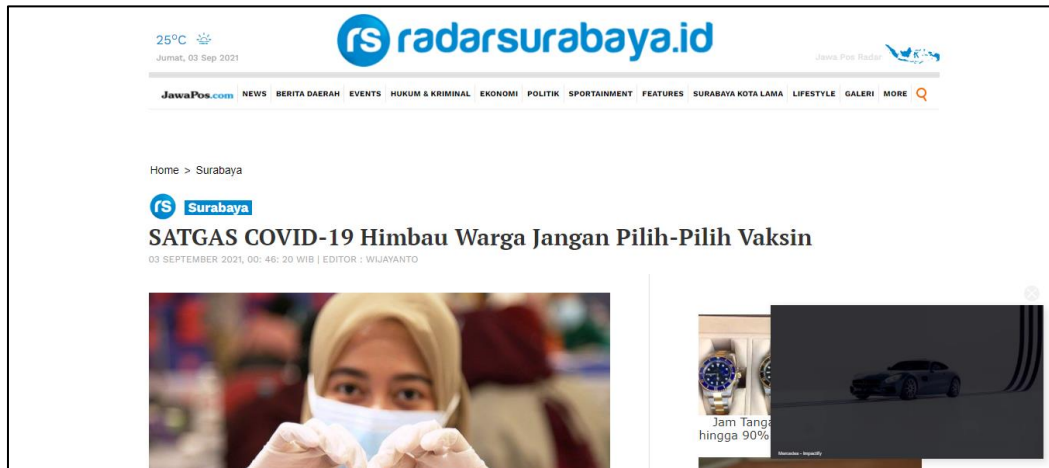 25°C
Jumat, 03 Sep 2021
rs radarsurabaya.id
Jawa Pos Radar
JawaPos.com NEWS BERITA DAERAH EVENTS HUKUM & KRIMINAL EKONOMI POLITIK SPORTAINMENT FEATURES SURABAYA KOTA LAMA LIFESTYLE GALERI MORE
Home > Surabaya
rs Surabaya
SATGAS COVID-19 Himbau Warga Jangan Pilih-Pilih Vaksin
03 SEPTEMBER 2021, 00: 46: 20 WIB | EDITOR : WIJAYANTO
Jam Tanga
hingga 90%